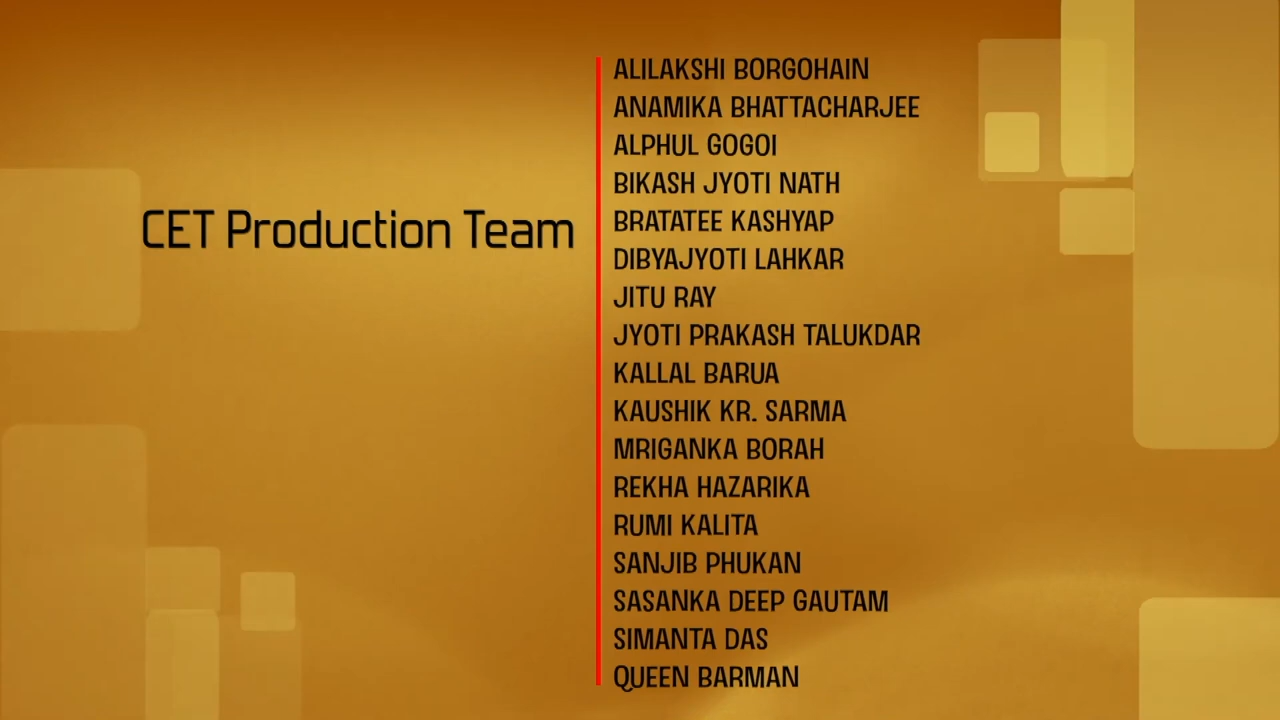 CET Production Team
ALILAKSHI BORGOHAIN
ANAMIKA BHATTACHARJEE
ALPHUL GOGOI
BIKASH JYOTI NATH
BRATATEE KASHYAP
DIBYAJYOTI LAHKAR
JITU RAY
JYOTI PRAKASH TALUKDAR
KALLAL BARUA
KAUSHIK KR. SARMA
MRIGANKA BORAH
REKHA HAZARIKA
RUMI KALITA
SANJIB PHUKAN
SASANKA DEEP GAUTAM
SIMANTA DAS
QUEEN BARMAN